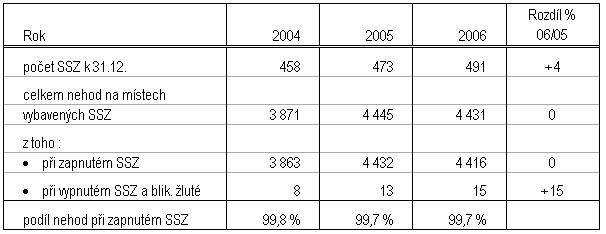 Rok 2004 2005 2006 Rozdíl % 06/05
počet SSZ k 31.12. 458 473 491 +4
celkem nehod na místech
vybavených SSZ 3 871 4 445 4 431 0
z toho :
• při zapnutém SSZ 3 863 4 432 4 416 0
• při vypnutém SSZ a blik. žluté 8 13 15 +15
podíl nehod při zapnutém SSZ 99,8 % 99,7 % 99,7 %